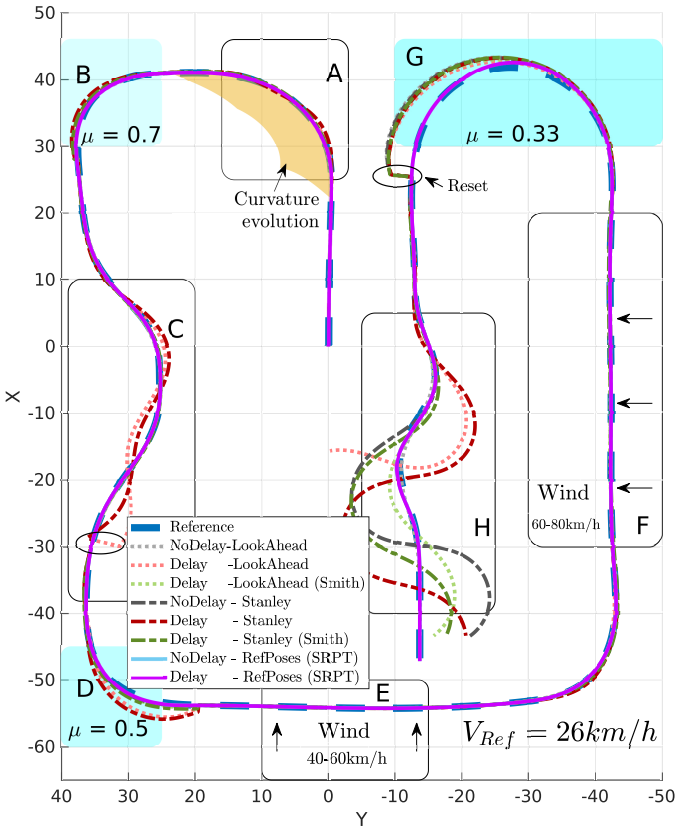 50
40
30
20
10
0
-10
-20
-30
-40
-50
-60
X
40 30 20 10 0 -10 -20 -30 -40 -50
Y
A
B
μ = 0.7
G
μ = 0.33
Curvature
evolution
Reset
C
Wind
60-80km/h
F
H
Reference
NoDelay-LookAhead
Delay -LookAhead
Delay -LookAhead (Smith)
NoDelay - Stanley
Delay - Stanley
Delay - Stanley (Smith)
NoDelay - RefPoses (SRPT)
Delay - RefPoses (SRPT)
D
μ = 0.5
E
Wind
40-60km/h
V_Ref = 26km/h